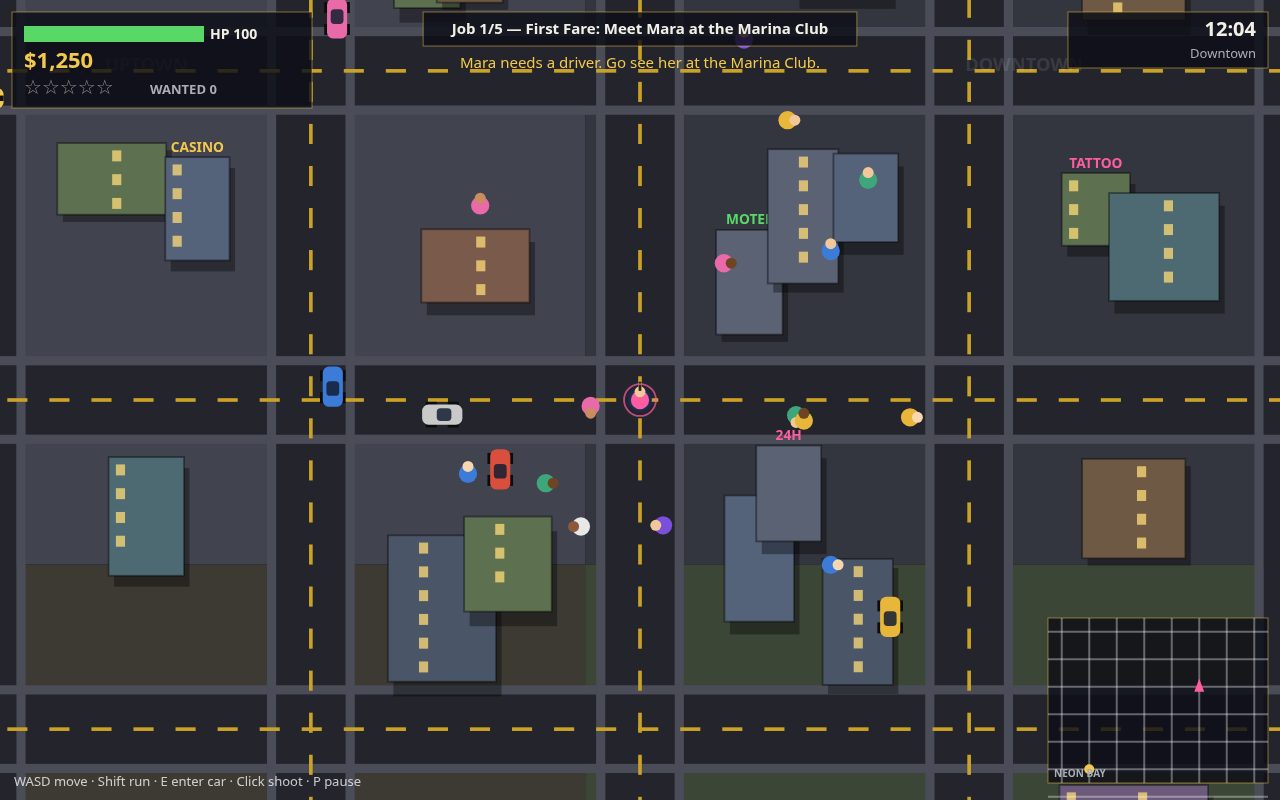 Job 1/5 — First Fare: Meet Mara at the Marina Club
Mara needs a driver. Go see her at the Marina Club.
HP 100
$1,250
☆☆☆☆☆ WANTED 0
UPTOWN
12:04
Downtown
DOWNTOWN
CASINO
MOTEL
TATTOO
24H
NEON BAY
WASD move · Shift run · E enter car · Click shoot · P pause